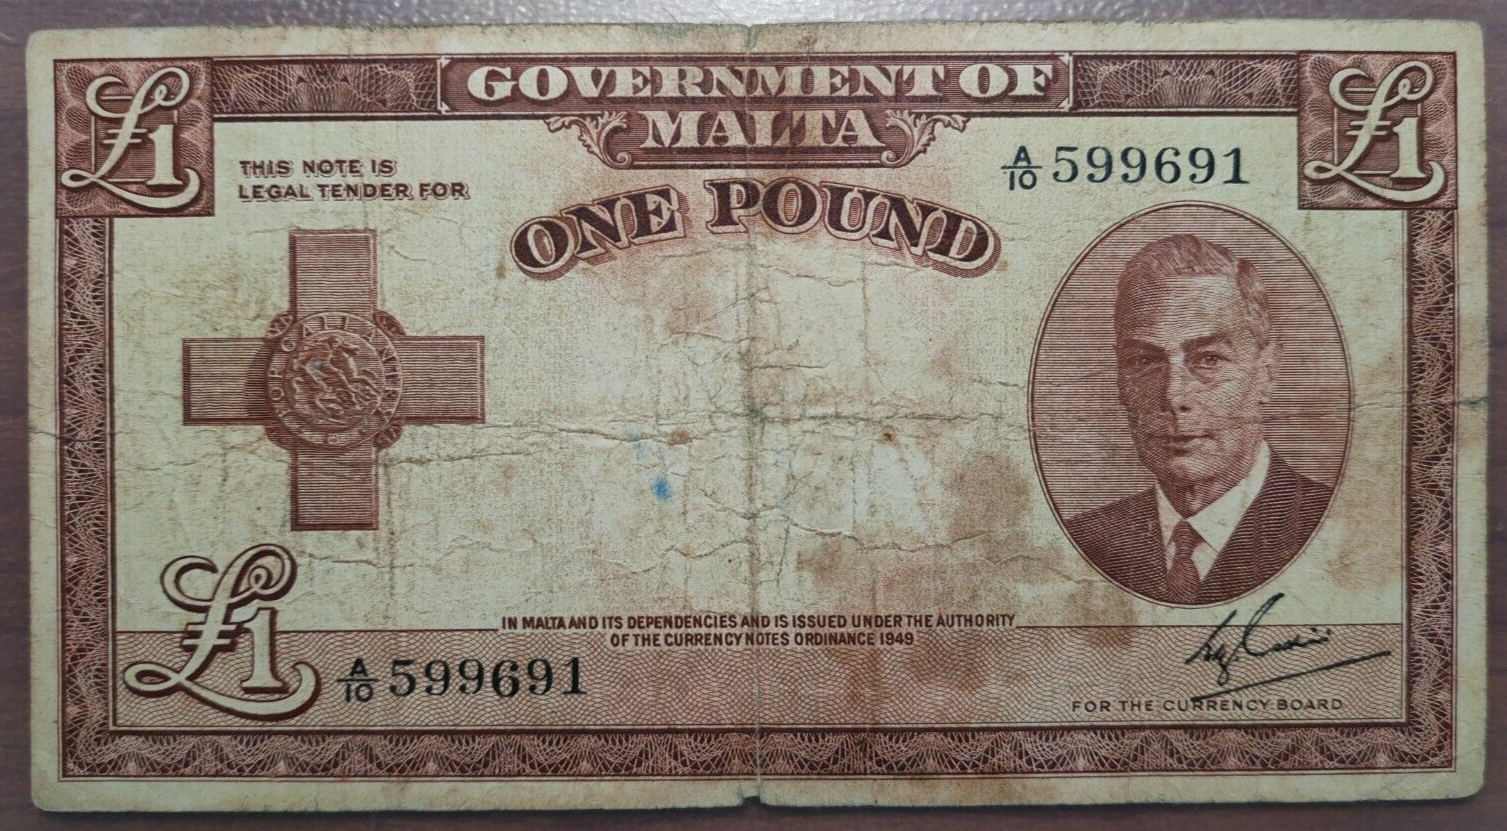 £1
GOVERNMENT OF
MALTA
£1
THIS NOTE IS
LEGAL TENDER FOR
A/10 599691
ONE POUND
FOR GALLANTRY
IN MALTA AND ITS DEPENDENCIES AND IS ISSUED UNDER THE AUTHORITY
OF THE CURRENCY NOTES ORDINANCE 1949
£1
A/10 599691
FOR THE CURRENCY BOARD